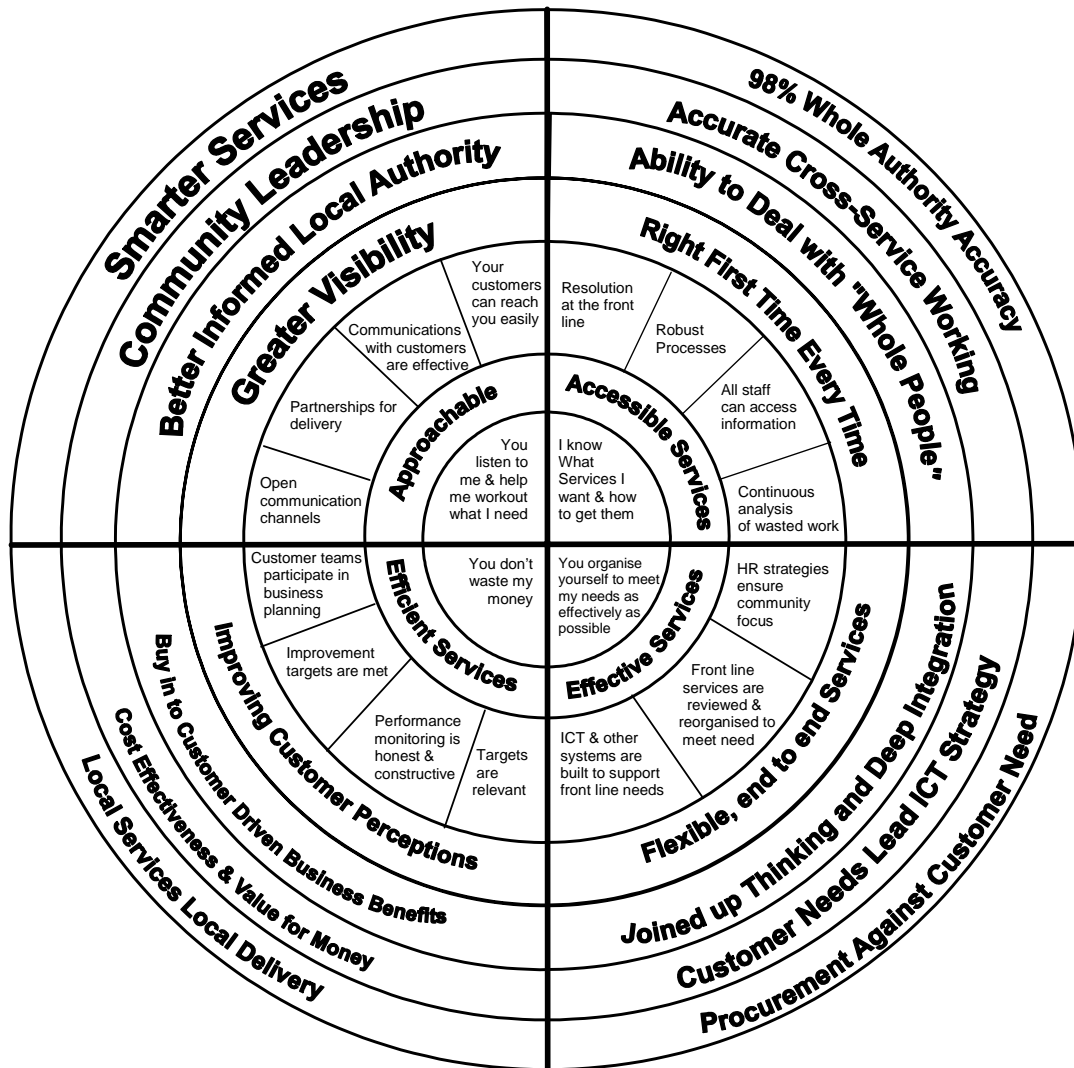 Smarter Services
Community Leadership
Better Informed Local Authority
Greater Visibility
Your
customers
can reach
you easily
Communications
with customers
are effective
Partnerships for
delivery
Open
communication
channels
Approachable
You
listen to
me & help
me workout
what I need
98% Whole Authority Accuracy
Accurate Cross-Service Working
Ability to Deal with "Whole People"
Right First Time Every Time
Resolution
at the front
line
Robust
Processes
All staff
can access
information
Continuous
analysis
of wasted work
Accessible Services
I know
What
Services I
want & how
to get them
Customer teams
participate in
business
planning
Improvement
targets are met
Performance
monitoring is
honest &
constructive
Targets
are
relevant
Efficient Services
You don't
waste my
money
Improving Customer Perceptions
Buy in to Customer Driven Business Benefits
Cost Effectiveness & Value for Money
Local Services Local Delivery
You organise
yourself to meet
my needs as
effectively as
possible
Effective Services
HR strategies
ensure
community
focus
Front line
services are
reviewed &
reorganised to
meet need
ICT & other
systems are
built to support
front line needs
Flexible, end to end Services
Joined up Thinking and Deep Integration
Customer Needs Lead ICT Strategy
Procurement Against Customer Need